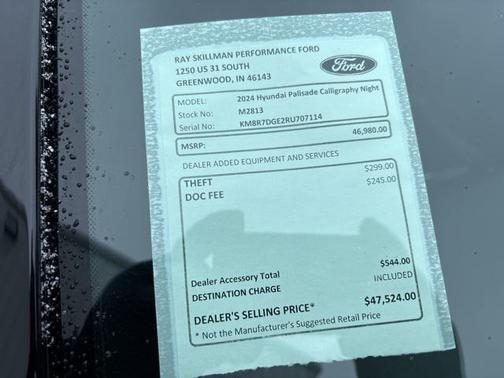 RAY SKILLMAN PERFORMANCE FORD
1250 US 31 SOUTH
GREENWOOD, IN 46143
Ford
MODEL: 2024 Hyundai Palisade Calligraphy Night
Stock No: M2813
Serial No: KM8R7DGE2RU707114
MSRP: 46,980.00
DEALER ADDED EQUIPMENT AND SERVICES
THEFT $299.00
DOC FEE $245.00
Dealer Accessory Total $544.00
DESTINATION CHARGE INCLUDED
DEALER'S SELLING PRICE* $47,524.00
* Not the Manufacturer's Suggested Retail Price